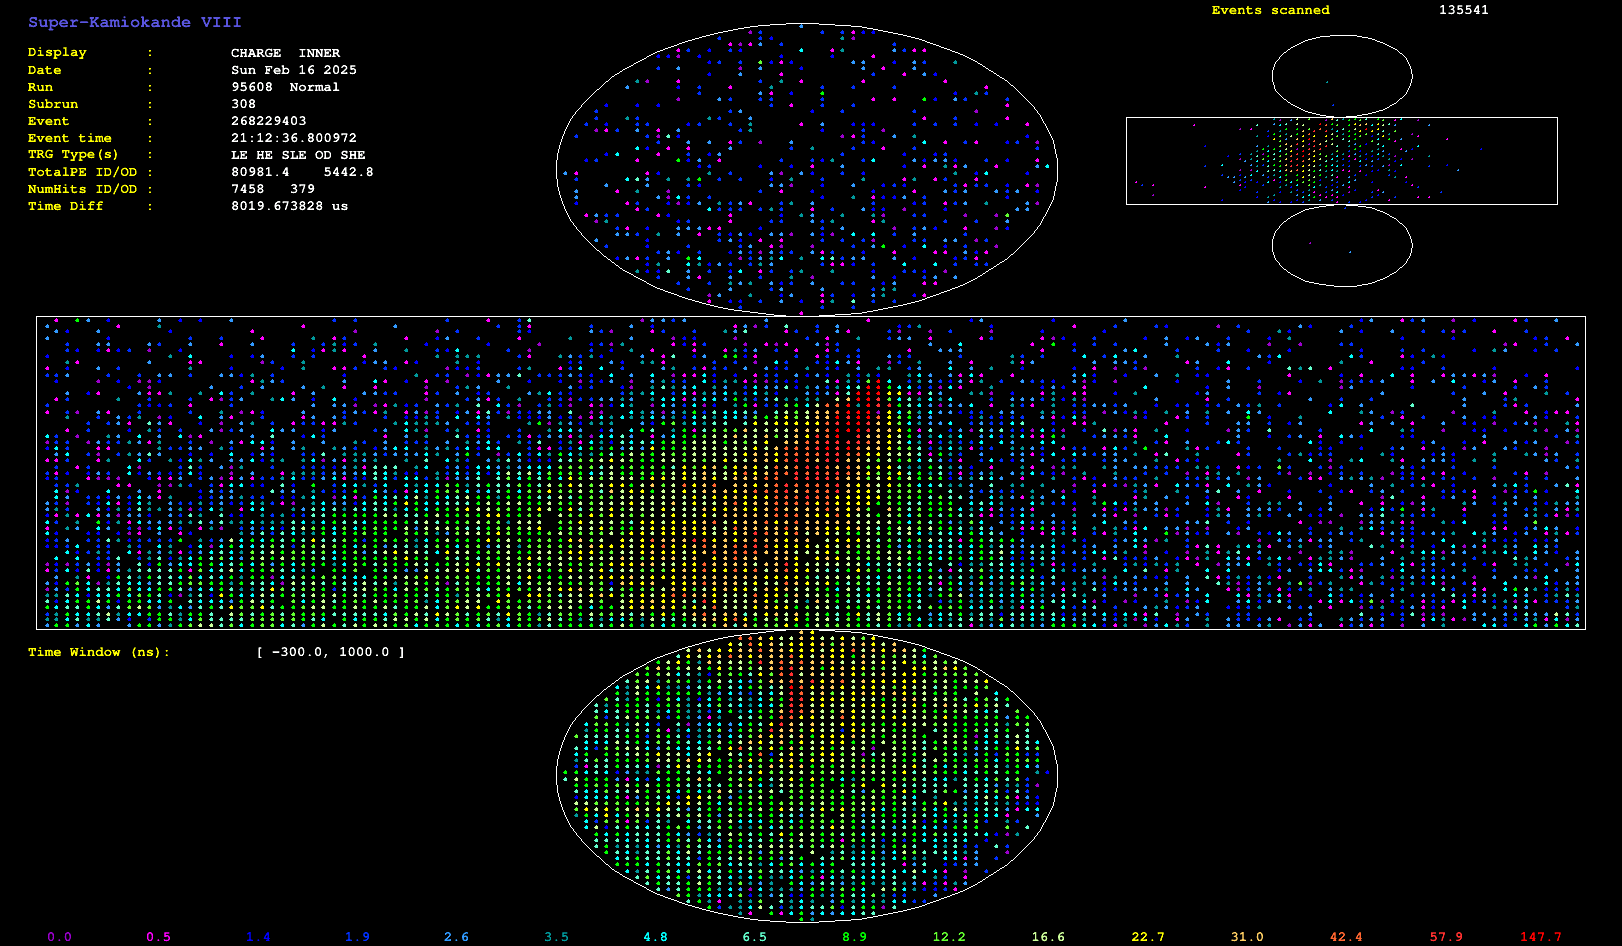 Super-Kamiokande VIII
Events scanned 135541
Display : CHARGE INNER
Date : Sun Feb 16 2025
Run : 95608 Normal
Subrun : 308
Event : 268229403
Event time : 21:12:36.800972
TRG Type(s) : LE HE SLE OD SHE
TotalPE ID/OD : 80981.4 5442.8
NumHits ID/OD : 7458 379
Time Diff : 8019.673828 us
Time Window (ns): [ -300.0, 1000.0 ]
0.0 0.5 1.4 1.9 2.6 3.5 4.8 6.5 8.9 12.2 16.6 22.7 31.0 42.4 57.9 147.7